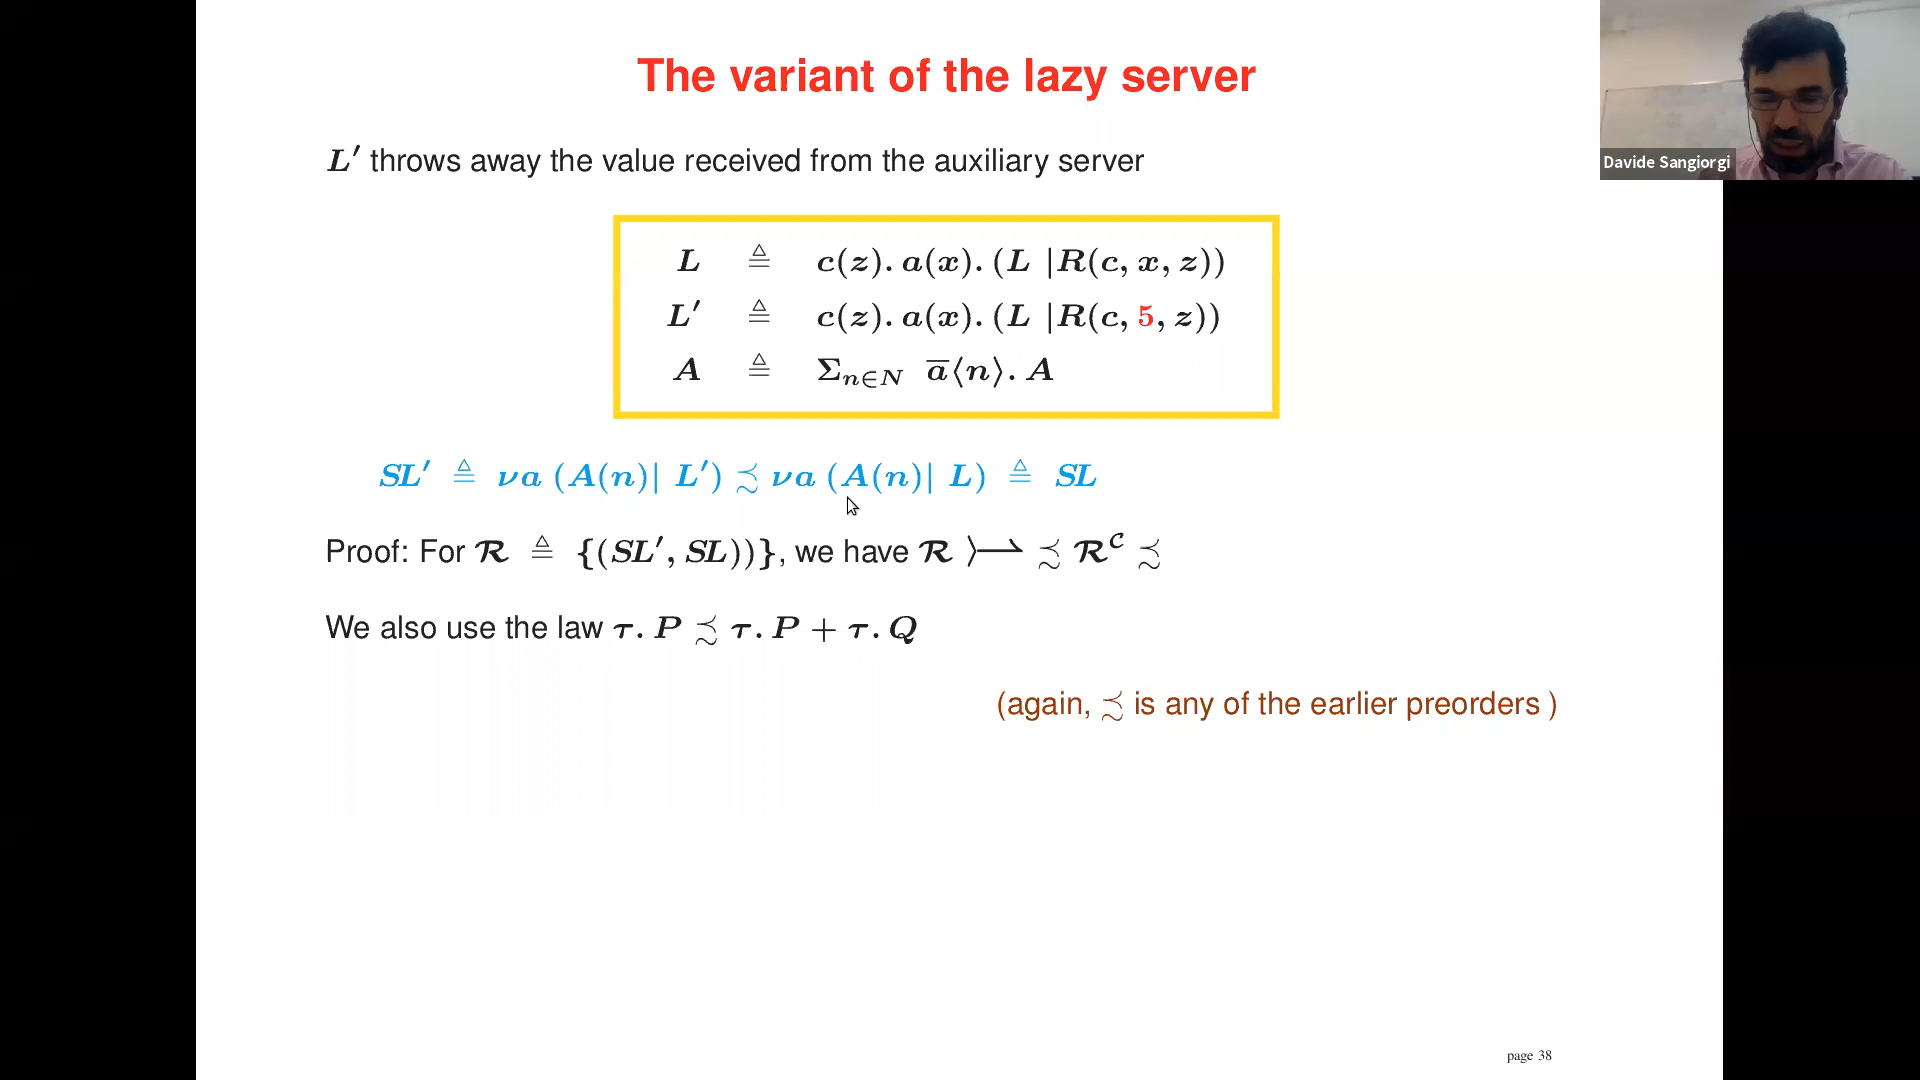 The variant of the lazy server
Davide Sangiorgi
L′ throws away the value received from the auxiliary server
L ≜ c(z). a(x). (L |R(c, x, z))
L′ ≜ c(z). a(x). (L |R(c, 5, z))
A ≜ Σn∈N a̅⟨n⟩. A
SL′ ≜ νa (A(n)| L′) ≾ νa (A(n)| L) ≜ SL
Proof: For R ≜ {(SL′, SL))}, we have R ⤚⇀ ≾ R^C ≾
We also use the law τ. P ≾ τ. P + τ. Q
(again, ≾ is any of the earlier preorders )
page 38